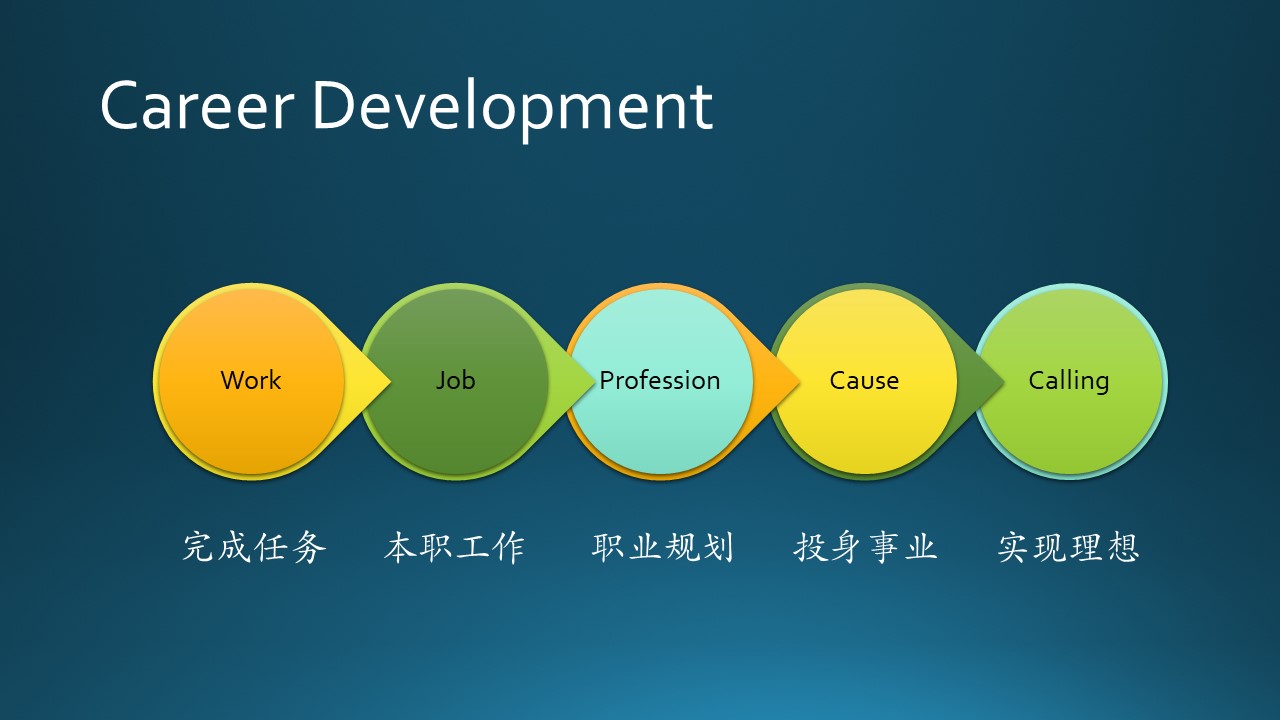 Career Development
Work
Job
Profession
Cause
Calling
完成任务
本职工作
职业规划
投身事业
实现理想